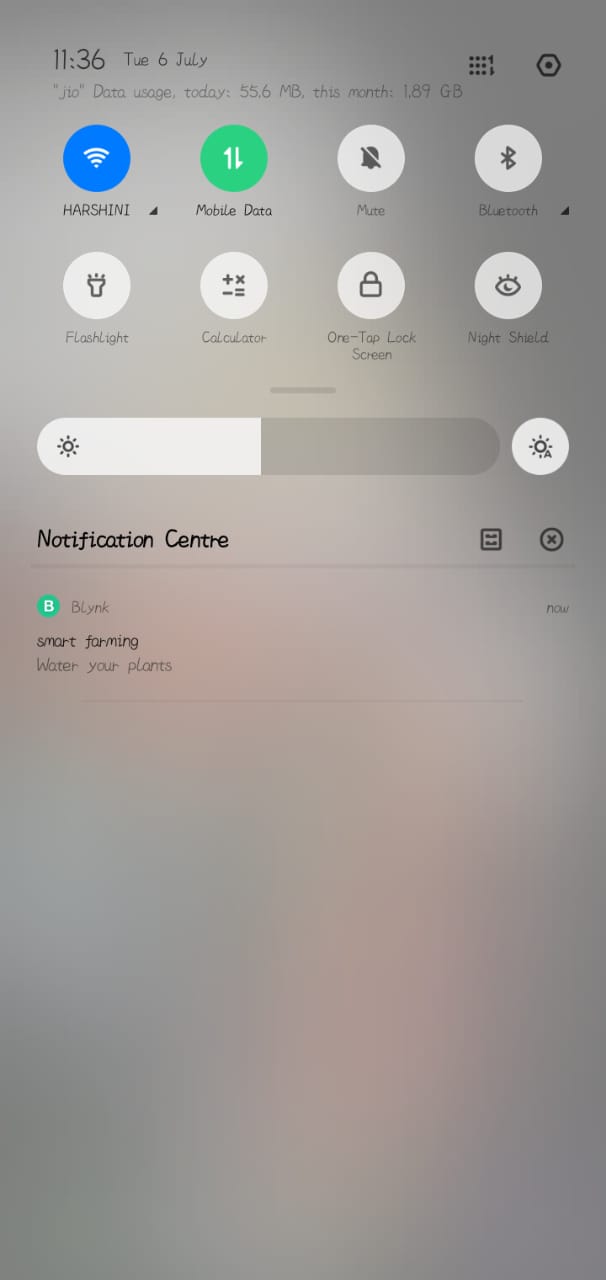 11:36 Tue 6 July
"jio" Data usage, today: 55.6 MB, this month: 1.89 GB
HARSHINI Mobile Data Mute Bluetooth
Flashlight Calculator One-Tap Lock Screen Night Shield
A
Notification Centre
B Blynk now
smart farming
Water your plants